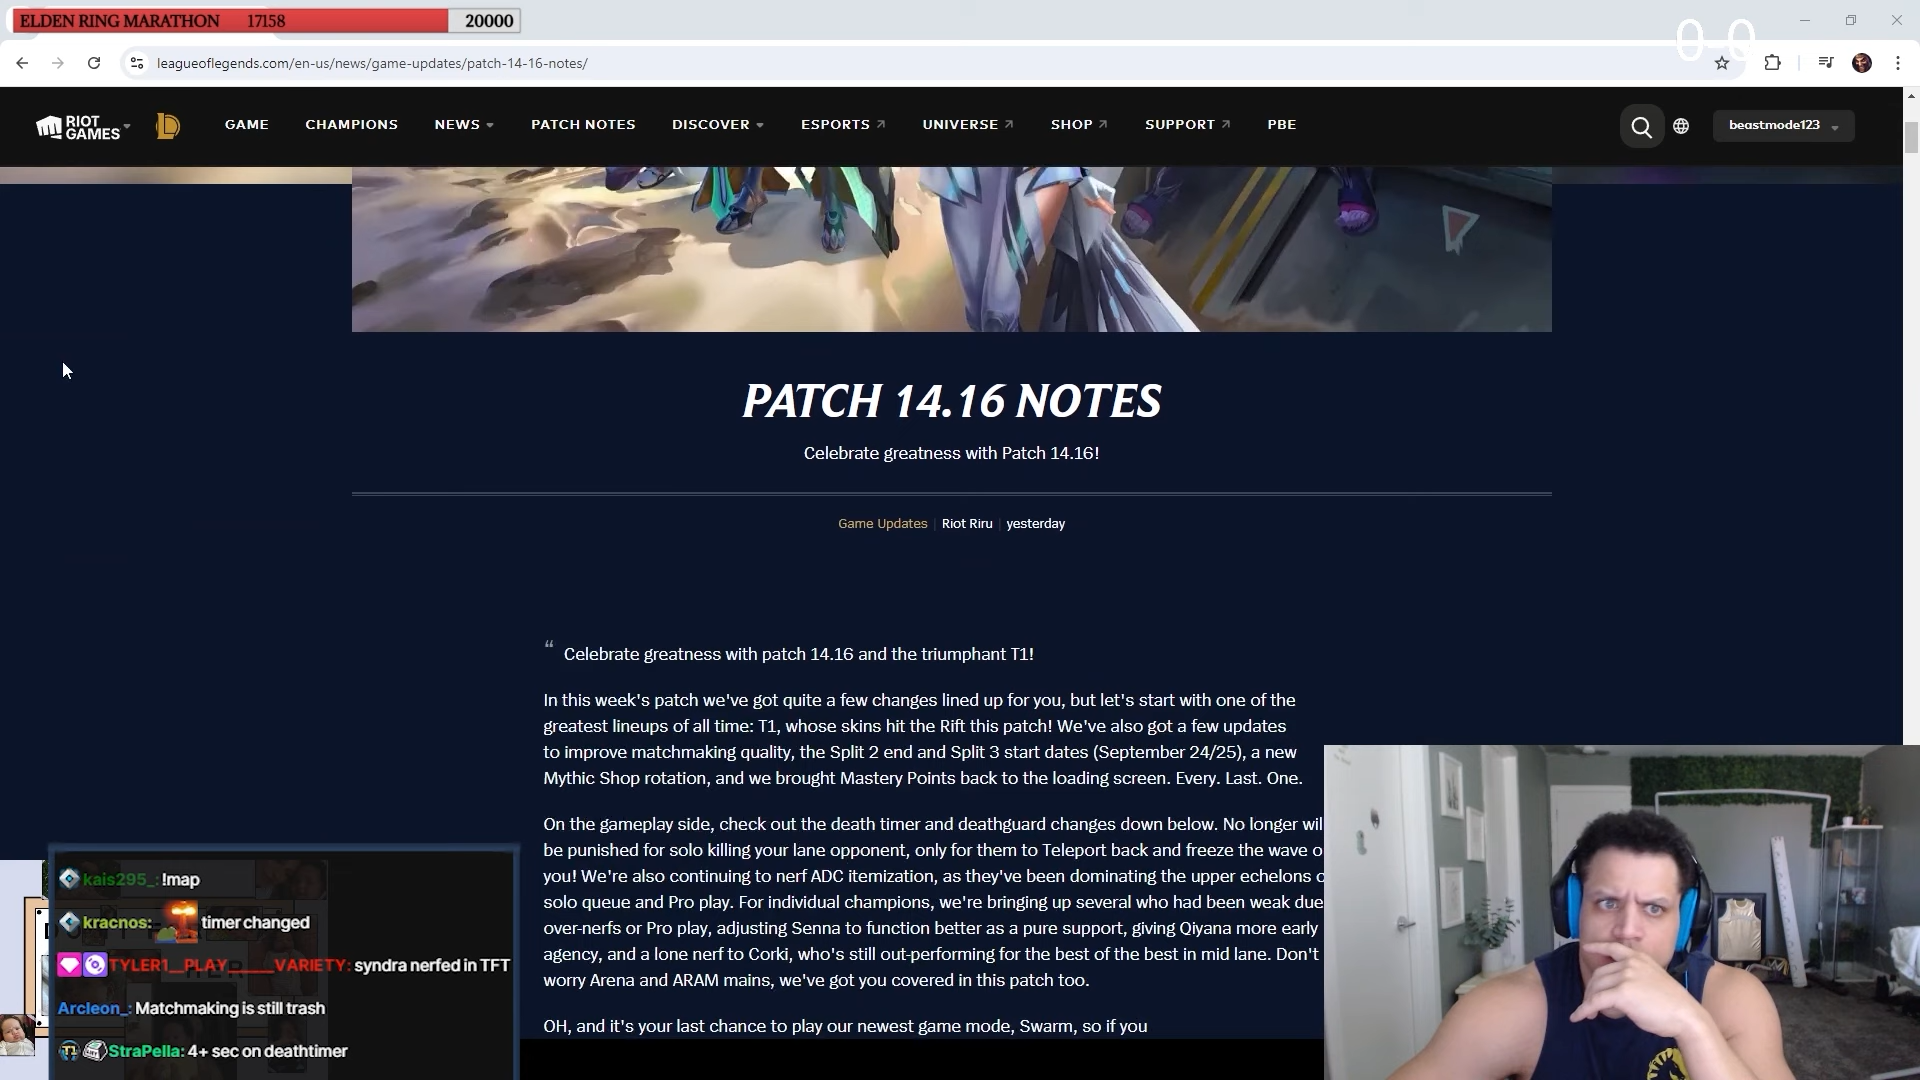 ELDEN RING MARATHON 17158 20000
0-0
leagueoflegends.com/en-us/news/game-updates/patch-14-16-notes/
RIOT GAMES
GAME
CHAMPIONS
NEWS
PATCH NOTES
DISCOVER
ESPORTS
UNIVERSE
SHOP
SUPPORT
PBE
beastmode123
PATCH 14.16 NOTES
Celebrate greatness with Patch 14.16!
Game Updates | Riot Riru | yesterday
“ Celebrate greatness with patch 14.16 and the triumphant T1!
In this week's patch we've got quite a few changes lined up for you, but let's start with one of the
greatest lineups of all time: T1, whose skins hit the Rift this patch! We've also got a few updates
to improve matchmaking quality, the Split 2 end and Split 3 start dates (September 24/25), a new
Mythic Shop rotation, and we brought Mastery Points back to the loading screen. Every. Last. One.
On the gameplay side, check out the death timer and deathguard changes down below. No longer wil
be punished for solo killing your lane opponent, only for them to Teleport back and freeze the wave o
you! We're also continuing to nerf ADC itemization, as they've been dominating the upper echelons o
solo queue and Pro play. For individual champions, we're bringing up several who had been weak due
over-nerfs or Pro play, adjusting Senna to function better as a pure support, giving Qiyana more early
agency, and a lone nerf to Corki, who's still out-performing for the best of the best in mid lane. Don't
worry Arena and ARAM mains, we've got you covered in this patch too.
OH, and it's your last chance to play our newest game mode, Swarm, so if you
kais295_: !map
kracnos: timer changed
TYLER1__PLAY_____VARIETY: syndra nerfed in TFT
Arcleon_: Matchmaking is still trash
StraPella: 4+ sec on deathtimer